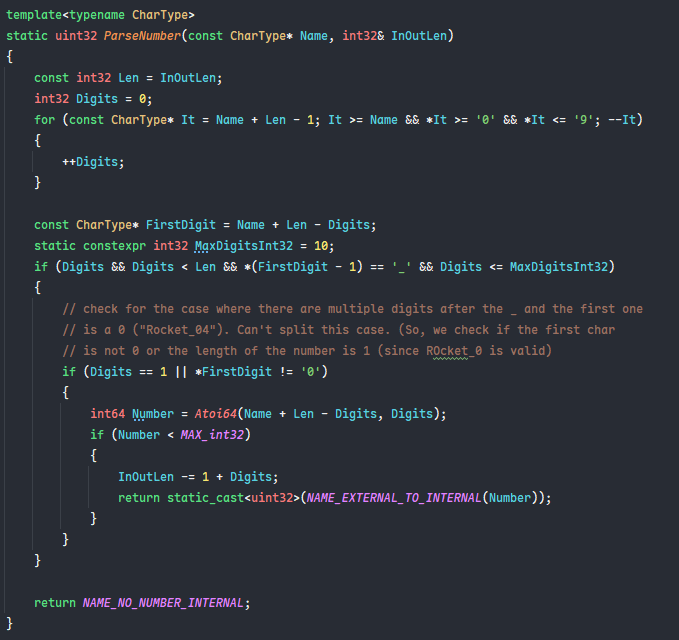 template<typename CharType>
static uint32 ParseNumber(const CharType* Name, int32& InOutLen)
{
    const int32 Len = InOutLen;
    int32 Digits = 0;
    for (const CharType* It = Name + Len - 1; It >= Name && *It >= '0' && *It <= '9'; --It)
    {
        ++Digits;
    }

    const CharType* FirstDigit = Name + Len - Digits;
    static constexpr int32 MaxDigitsInt32 = 10;
    if (Digits && Digits < Len && *(FirstDigit - 1) == '_' && Digits <= MaxDigitsInt32)
    {
        // check for the case where there are multiple digits after the _ and the first one
        // is a 0 ("Rocket_04"). Can't split this case. (So, we check if the first char
        // is not 0 or the length of the number is 1 (since ROcket_0 is valid)
        if (Digits == 1 || *FirstDigit != '0')
        {
            int64 Number = Atoi64(Name + Len - Digits, Digits);
            if (Number < MAX_int32)
            {
                InOutLen -= 1 + Digits;
                return static_cast<uint32>(NAME_EXTERNAL_TO_INTERNAL(Number));
            }
        }
    }

    return NAME_NO_NUMBER_INTERNAL;
}